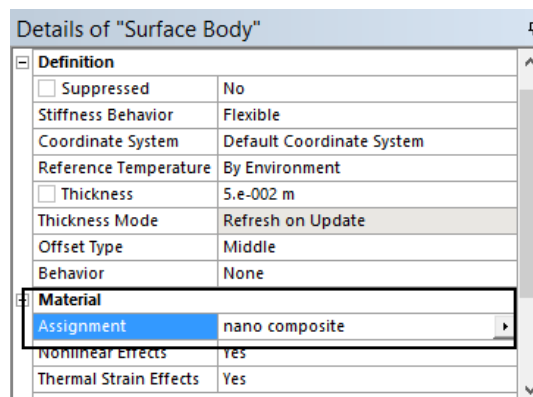 Details of "Surface Body"
Definition
Suppressed No
Stiffness Behavior Flexible
Coordinate System Default Coordinate System
Reference Temperature By Environment
Thickness 5.e-002 m
Thickness Mode Refresh on Update
Offset Type Middle
Behavior None
Material
Assignment nano composite
Nonlinear Effects Yes
Thermal Strain Effects Yes